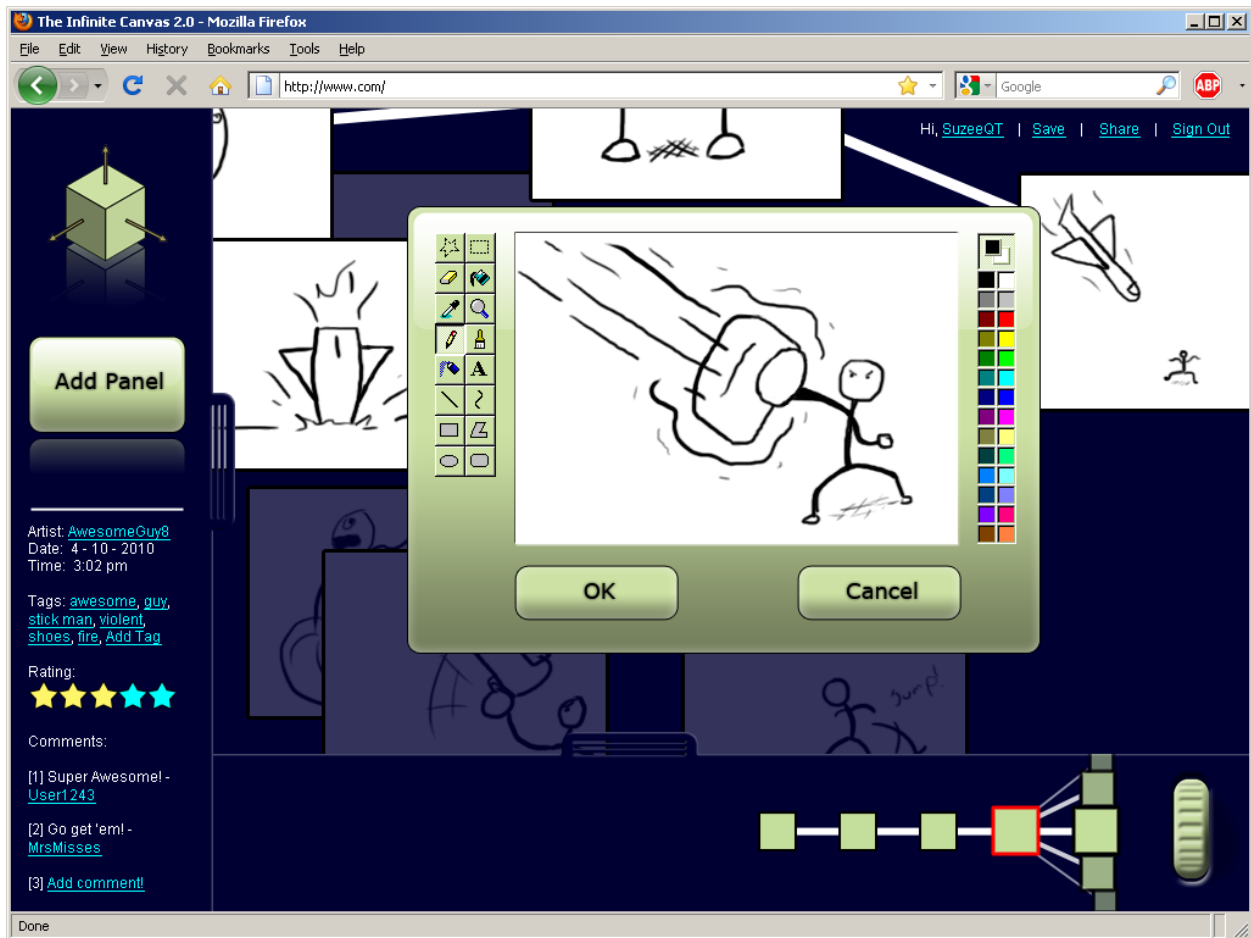 The Infinite Canvas 2.0 - Mozilla Firefox
File Edit View History Bookmarks Tools Help
http://www.com/
Google
ABP
Hi, SuzeeQT | Save | Share | Sign Out
Add Panel
A
OK
Cancel
Artist: AwesomeGuy8
Date: 4 - 10 - 2010
Time: 3:02 pm
Tags: awesome, guy,
stick man, violent,
shoes, fire, Add Tag
Rating:
Jump!
Comments:
[1] Super Awesome! -
User1243
[2] Go get 'em! -
MrsMisses
[3] Add comment!
Done